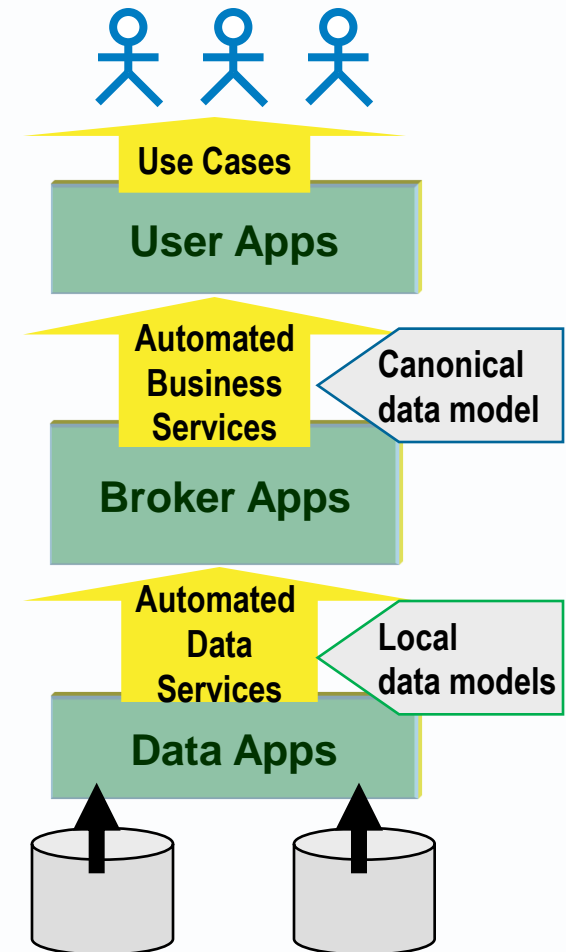 Use Cases
User Apps
Automated
Business
Services
Canonical
data model
Broker Apps
Automated
Data
Services
Local
data models
Data Apps